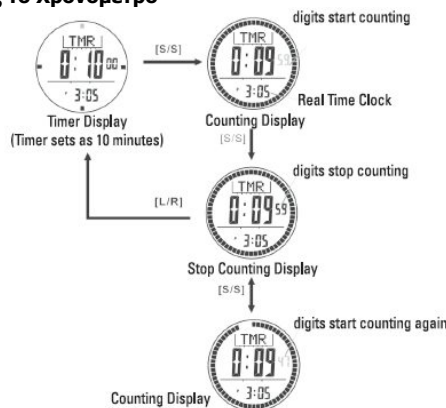 το Χρονόμετρο
digits start counting
TMR
0:10 00
3:05
[S/S]
TMR
0:09 59
3:05
Real Time Clock
Timer Display
(Timer sets as 10 minutes)
Counting Display
[S/S]
digits stop counting
TMR
0:09 59
3:05
[L/R]
Stop Counting Display
[S/S]
digits start counting again
TMR
0:09
3:05
Counting Display